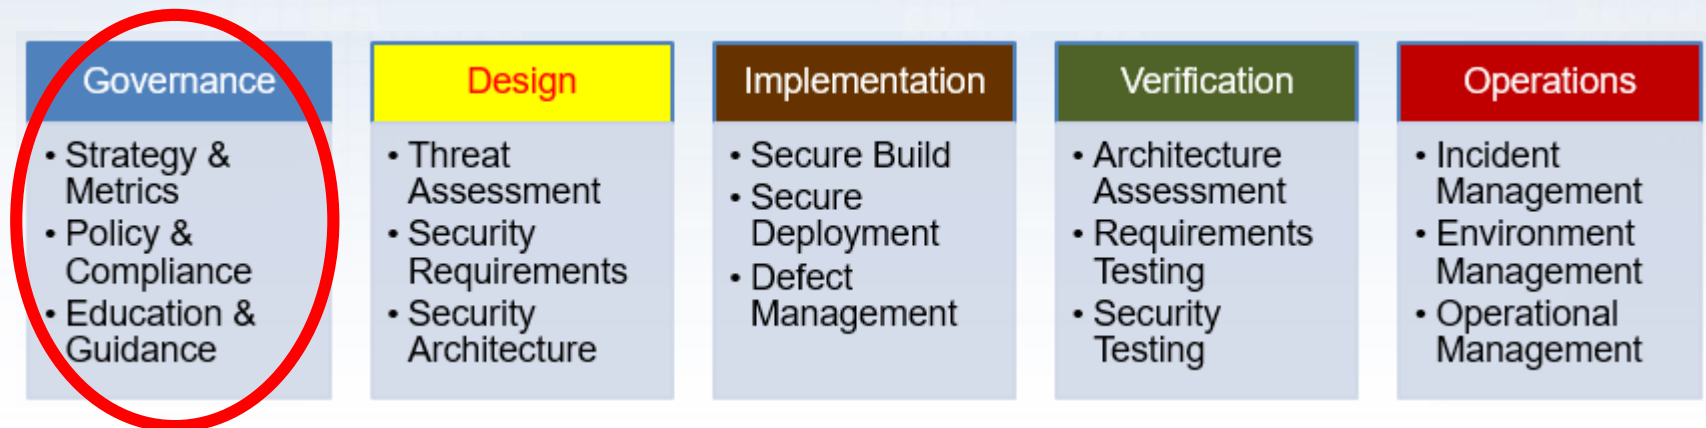 Governance
• Strategy &
Metrics
• Policy &
Compliance
• Education &
Guidance
Design
• Threat
Assessment
• Security
Requirements
• Security
Architecture
Implementation
• Secure Build
• Secure
Deployment
• Defect
Management
Verification
• Architecture
Assessment
• Requirements
Testing
• Security
Testing
Operations
• Incident
Management
• Environment
Management
• Operational
Management